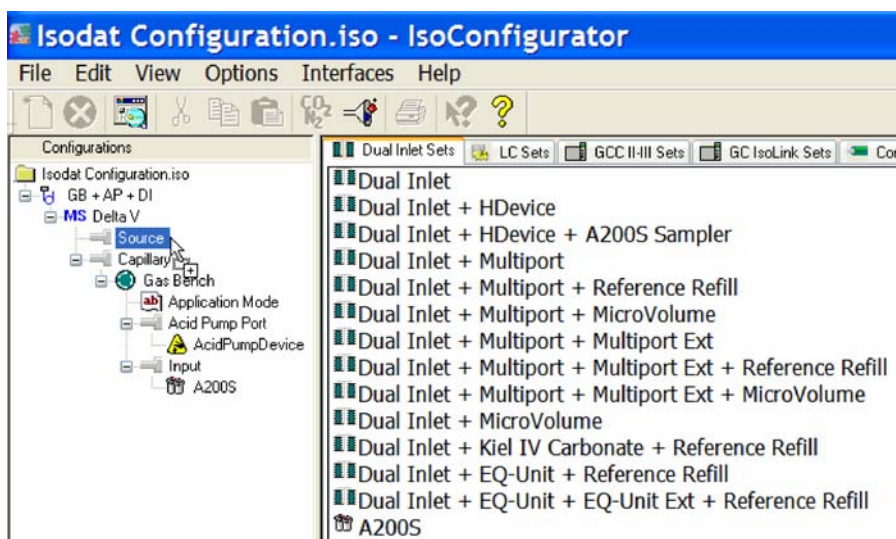 Isodat Configuration.iso - IsoConfigurator
File Edit View Options Interfaces Help
CO2 N2
Configurations
Isodat Configuration.iso
GB + AP + DI
MS Delta V
Source
Capillary
Gas Bench
Application Mode
Acid Pump Port
AcidPumpDevice
Input
A200S
Dual Inlet Sets LC Sets GCC II-III Sets GC IsoLink Sets
Dual Inlet
Dual Inlet + HDevice
Dual Inlet + HDevice + A200S Sampler
Dual Inlet + Multiport
Dual Inlet + Multiport + Reference Refill
Dual Inlet + Multiport + MicroVolume
Dual Inlet + Multiport + Multiport Ext
Dual Inlet + Multiport + Multiport Ext + Reference Refill
Dual Inlet + Multiport + Multiport Ext + MicroVolume
Dual Inlet + MicroVolume
Dual Inlet + Kiel IV Carbonate + Reference Refill
Dual Inlet + EQ-Unit + Reference Refill
Dual Inlet + EQ-Unit + EQ-Unit Ext + Reference Refill
A200S